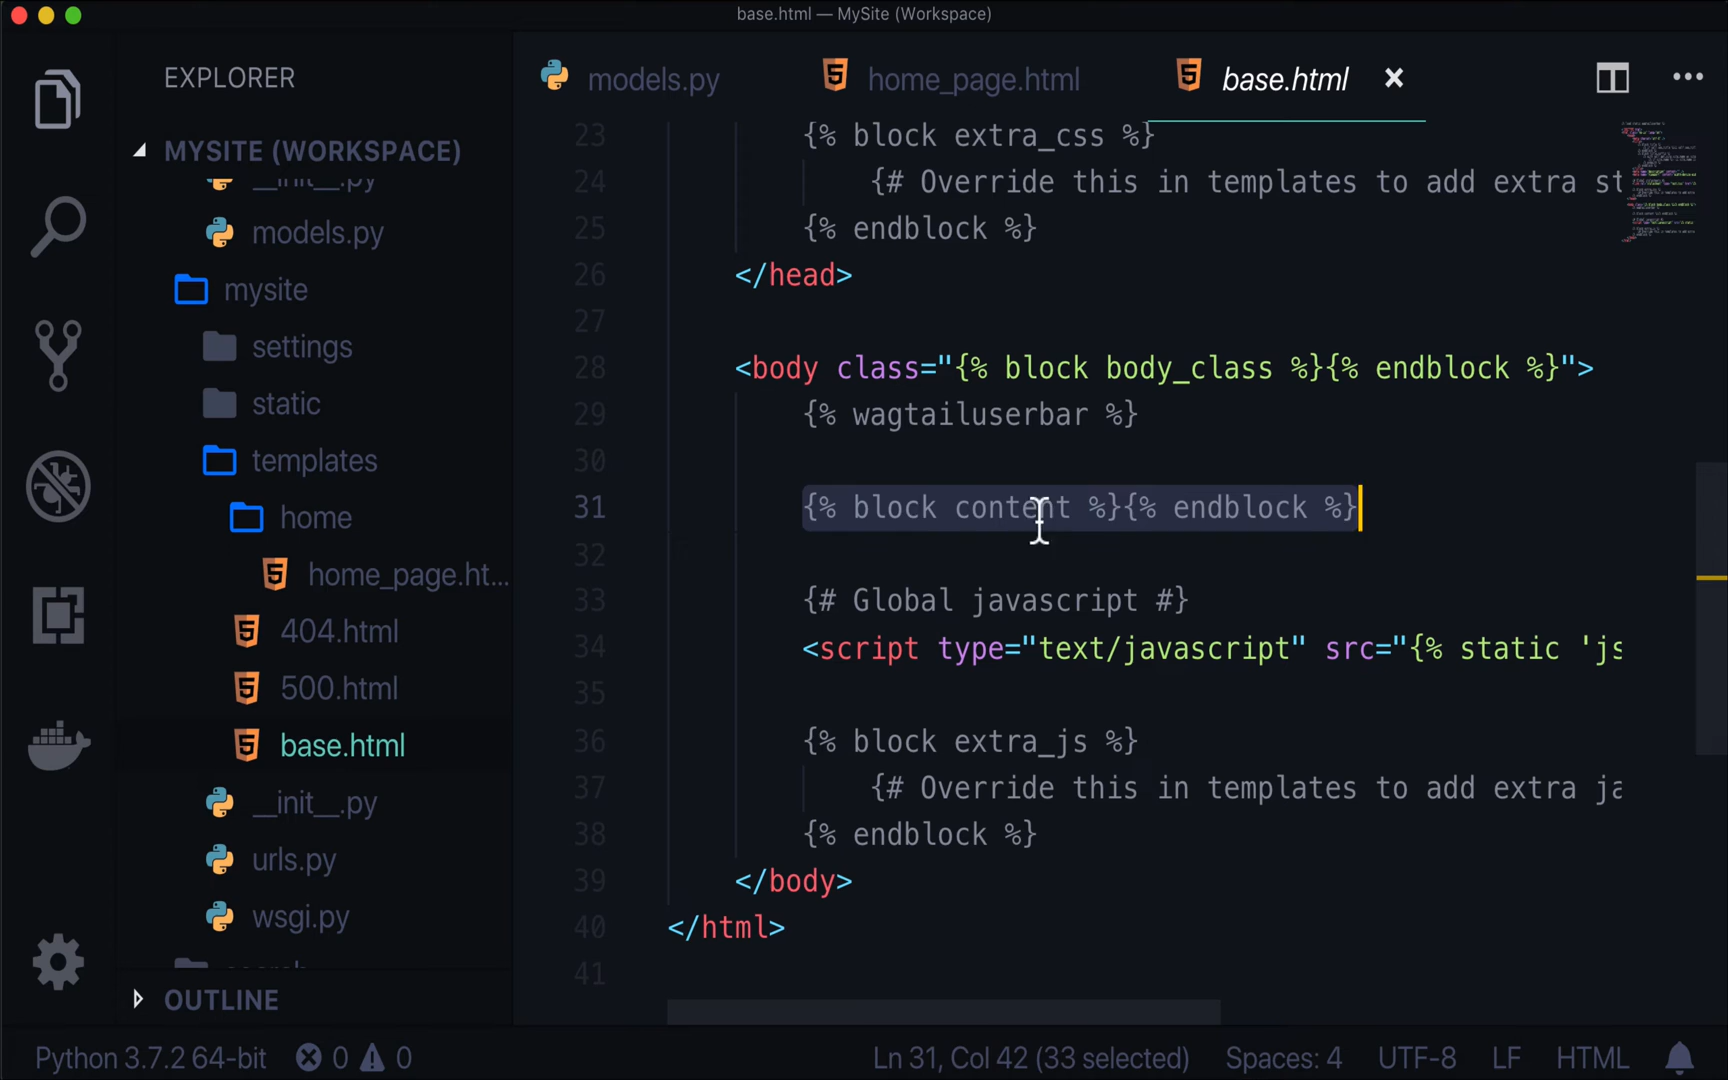 base.html — MySite (Workspace)
EXPLORER
MYSITE (WORKSPACE)
__init__.py
models.py
mysite
settings
static
templates
home
home_page.ht...
404.html
500.html
base.html
__init__.py
urls.py
wsgi.py
OUTLINE
models.py
home_page.html
base.html
23 {% block extra_css %}
24 {# Override this in templates to add extra st
25 {% endblock %}
26 </head>
27
28 <body class="{% block body_class %}{% endblock %}">
29 {% wagtailuserbar %}
30
31 {% block content %}{% endblock %}
32
33 {# Global javascript #}
34 <script type="text/javascript" src="{% static 'js
35
36 {% block extra_js %}
37 {# Override this in templates to add extra ja
38 {% endblock %}
39 </body>
40 </html>
41
Python 3.7.2 64-bit 0 0 Ln 31, Col 42 (33 selected) Spaces: 4 UTF-8 LF HTML